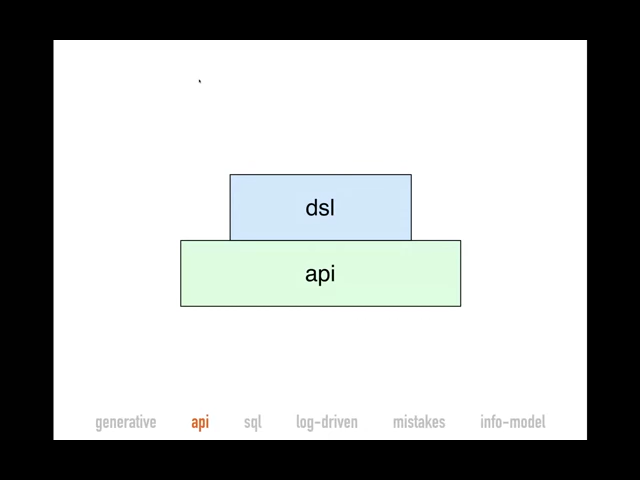 dsl
api
generative api sql log-driven mistakes info-model